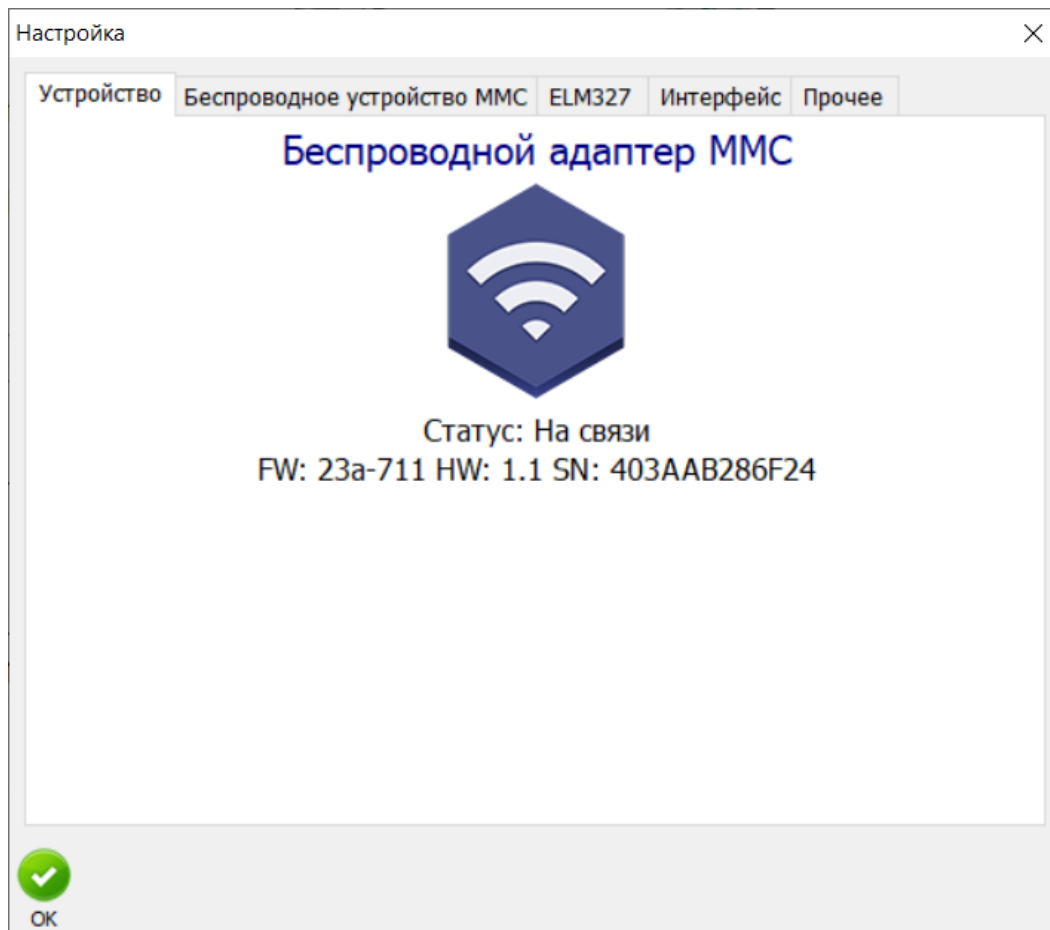 Настройка
Устройство Беспроводное устройство ММС ELM327 Интерфейс Прочее
Беспроводной адаптер ММС
Статус: На связи
FW: 23a-711 HW: 1.1 SN: 403AAB286F24
OK